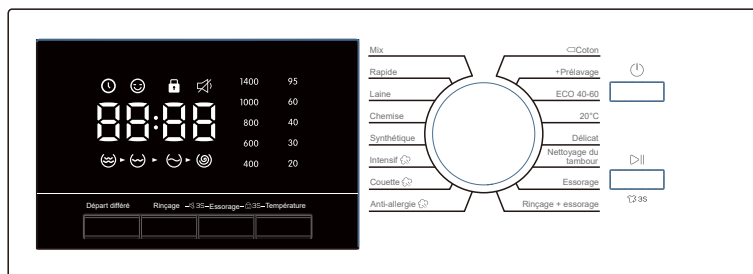 1400 95
1000 60
88:88
800 40
600 30
400 20
Départ différé Rinçage 3S Essorage 3S Température
Mix
Rapide
Laine
Chemise
Synthétique
Intensif
Couette
Anti-allergie
Coton
+Prélavage
ECO 40-60
20°C
Délicat
Nettoyage du
tambour
Essorage
Rinçage + essorage
3S